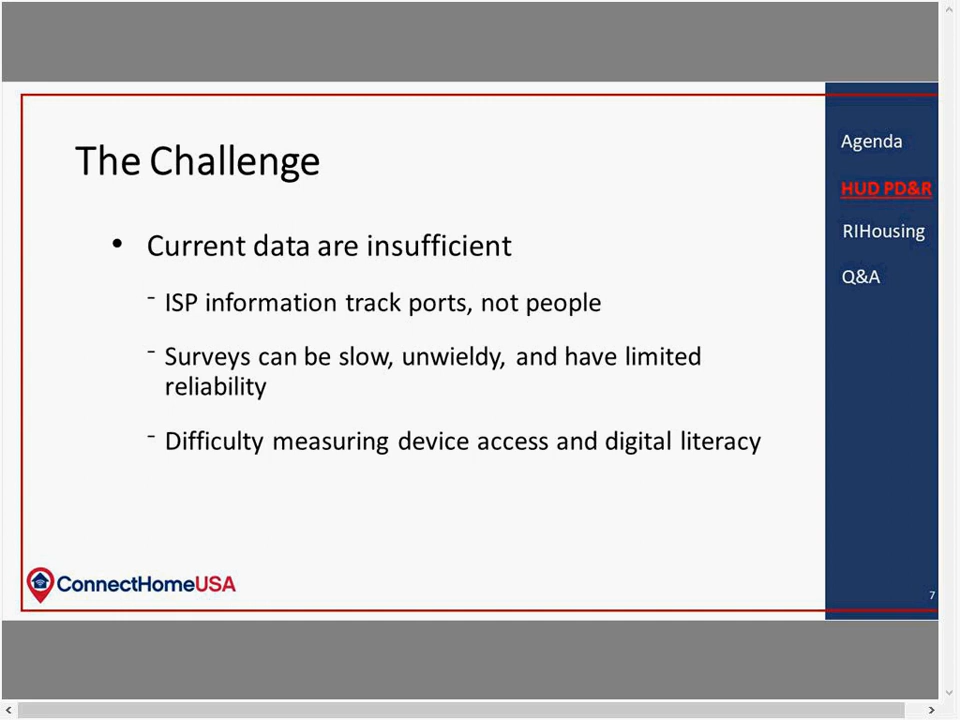 The Challenge
• Current data are insufficient
⁻ ISP information track ports, not people
⁻ Surveys can be slow, unwieldy, and have limited
reliability
⁻ Difficulty measuring device access and digital literacy
ConnectHomeUSA
Agenda
HUD PD&R
RIHousing
Q&A
7